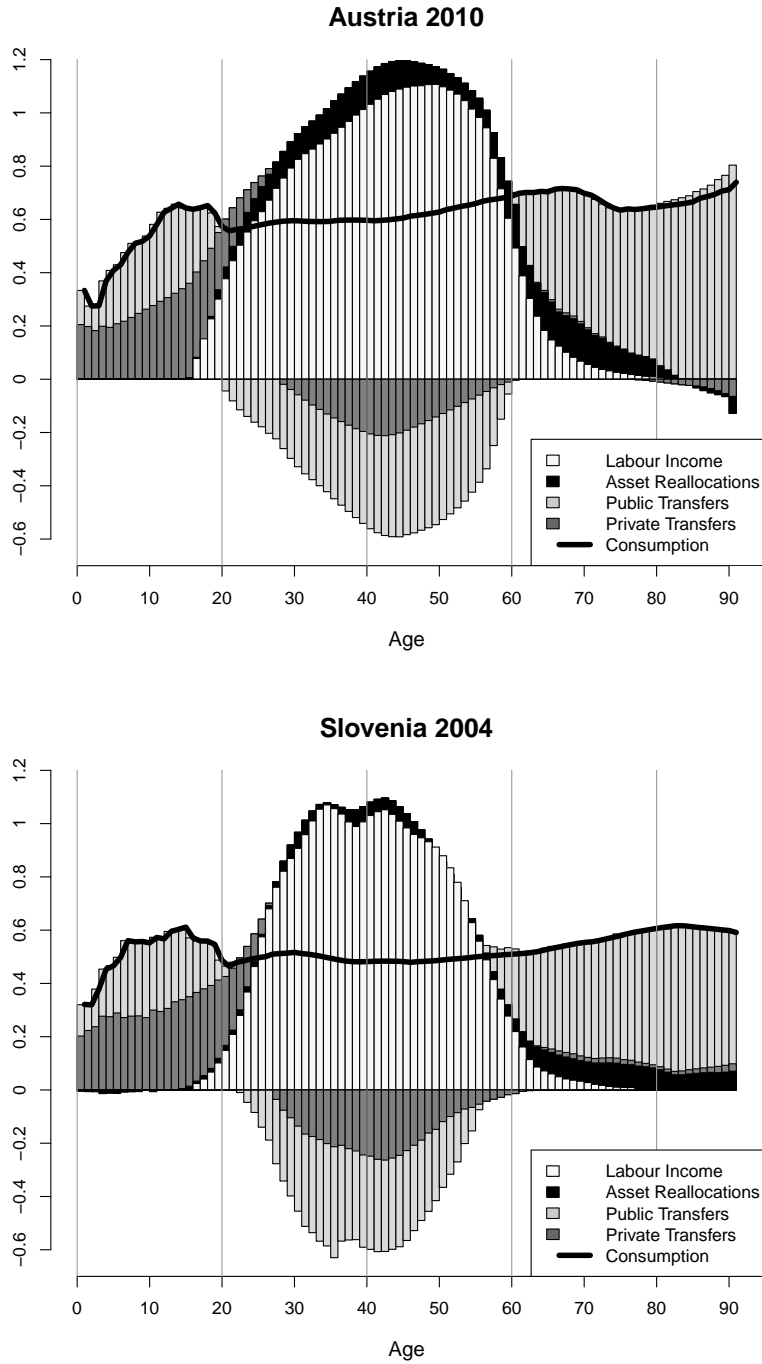 Austria 2010
1.2
1
0.8
0.6
0.4
0.2
0
−0.2
−0.4
−0.6
Labour Income
Asset Reallocations
Public Transfers
Private Transfers
Consumption
0 10 20 30 40 50 60 70 80 90
Age
Slovenia 2004
1.2
1
0.8
0.6
0.4
0.2
0
−0.2
−0.4
−0.6
Labour Income
Asset Reallocations
Public Transfers
Private Transfers
Consumption
0 10 20 30 40 50 60 70 80 90
Age